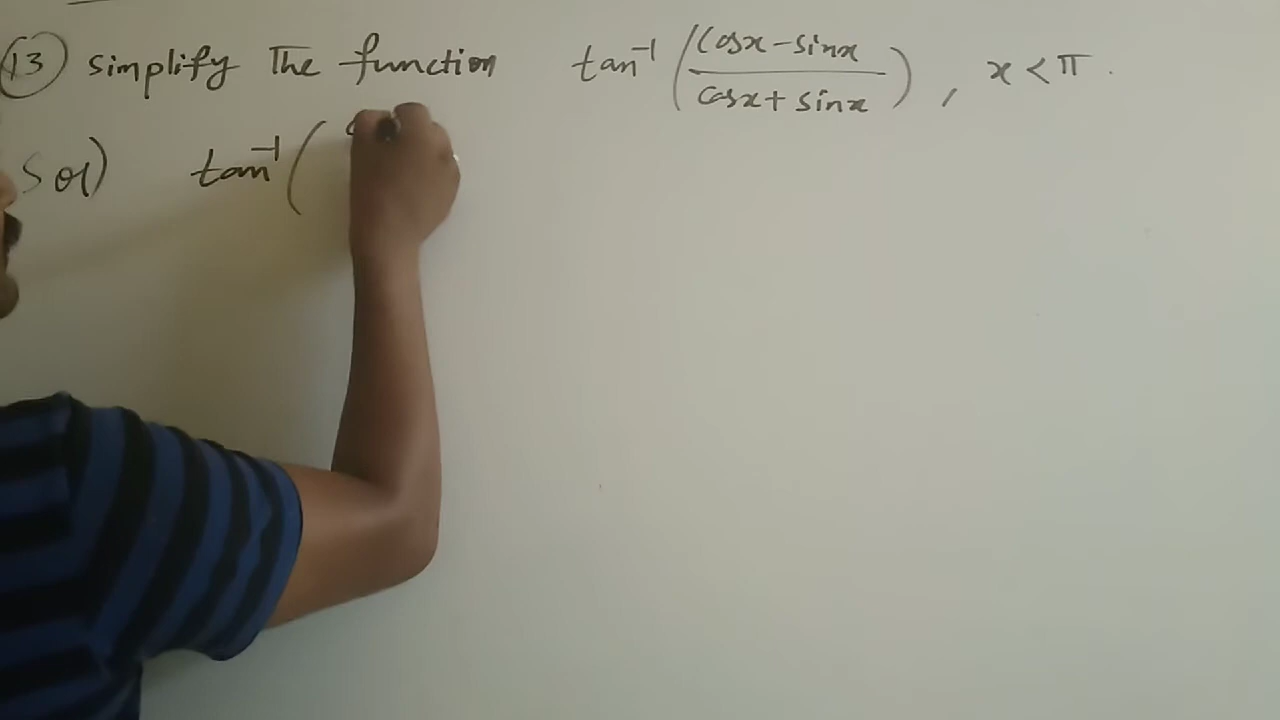 (13) simplify The function tan⁻¹ (cosx-sinx / cosx+sinx), x<π.
Sol) tan⁻¹ (